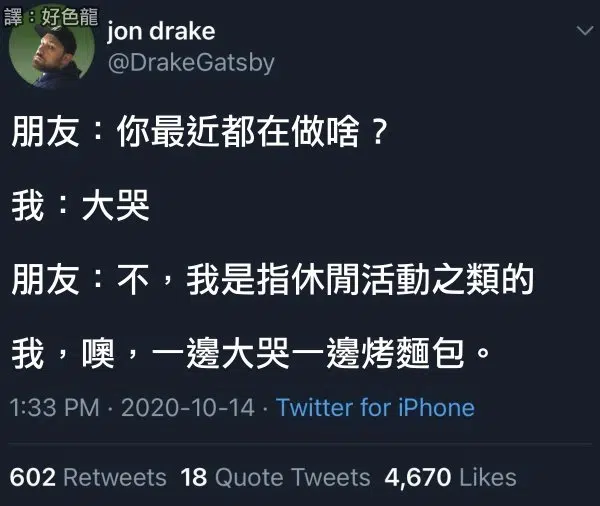 譯：好色龍
jon drake
@DrakeGatsby
朋友：你最近都在做啥？
我：大哭
朋友：不，我是指休閒活動之類的
我，噢，一邊大哭一邊烤麵包。
1:33 PM · 2020-10-14 · Twitter for iPhone
602 Retweets 18 Quote Tweets 4,670 Likes